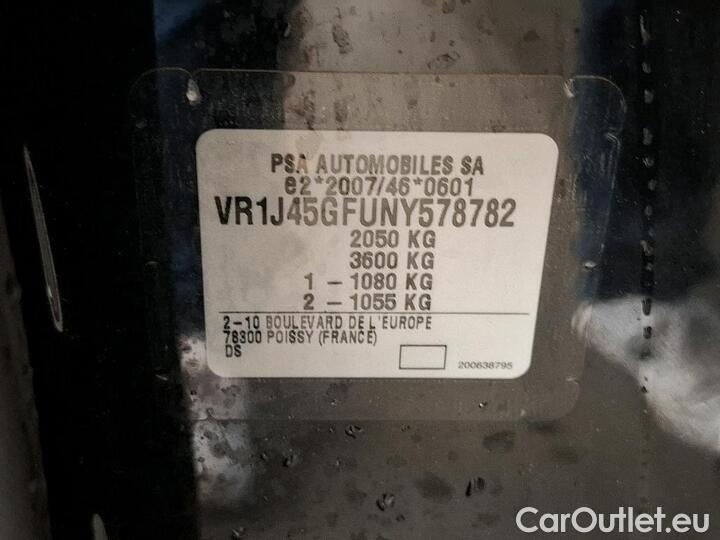 PSA AUTOMOBILES SA
e2*2007/46*0601
VR1J45GFUNY578782
2050 KG
3600 KG
1 - 1080 KG
2 - 1055 KG
2-10 BOULEVARD DE L'EUROPE
78300 POISSY (FRANCE)
DS
200638795
CarOutlet.eu